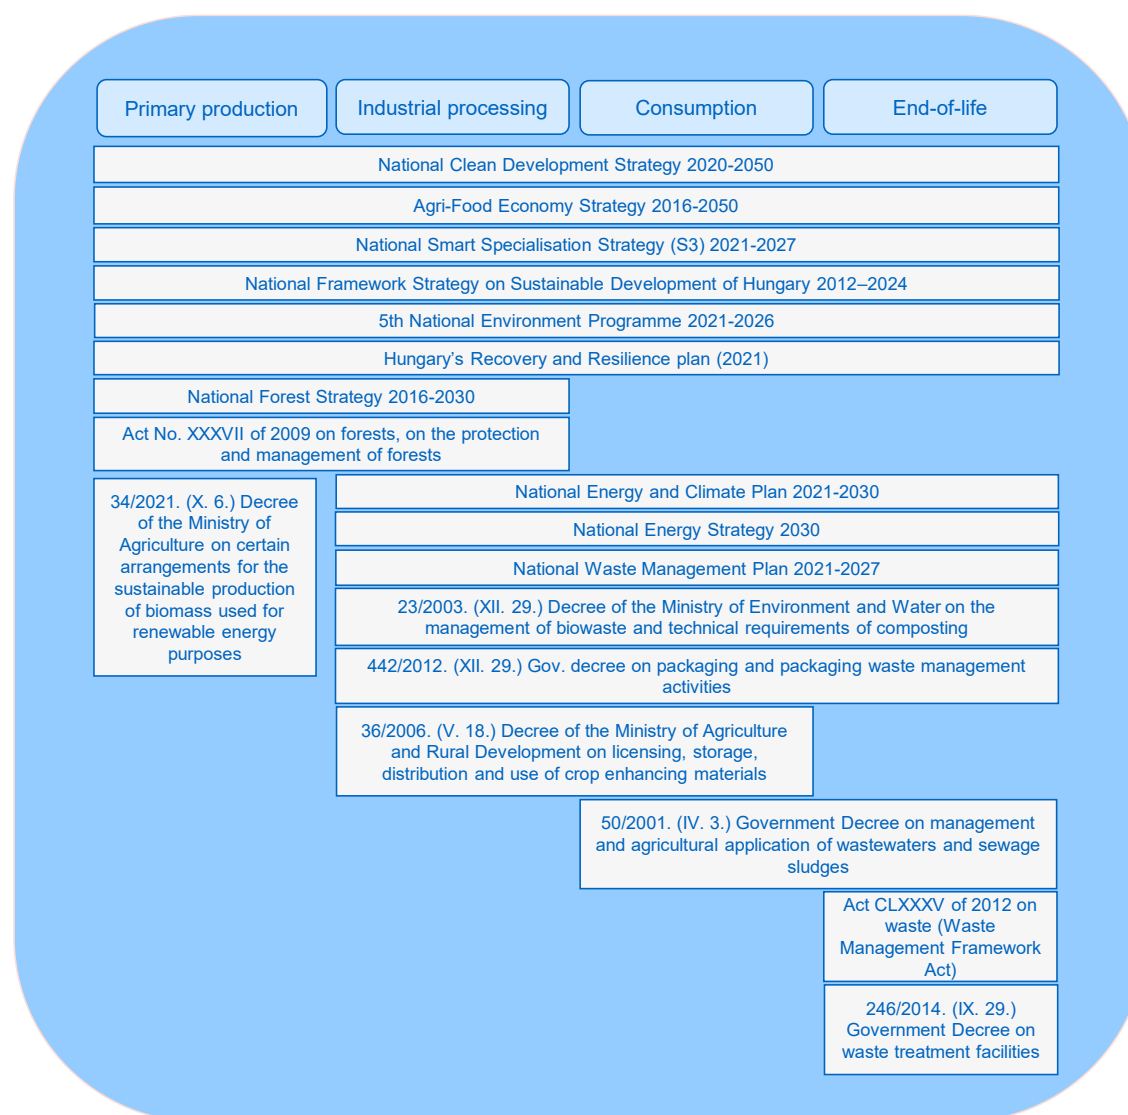 Primary production
Industrial processing
Consumption
End-of-life
National Clean Development Strategy 2020-2050
Agri-Food Economy Strategy 2016-2050
National Smart Specialisation Strategy (S3) 2021-2027
National Framework Strategy on Sustainable Development of Hungary 2012–2024
5th National Environment Programme 2021-2026
Hungary’s Recovery and Resilience plan (2021)
National Forest Strategy 2016-2030
Act No. XXXVII of 2009 on forests, on the protection
and management of forests
34/2021. (X. 6.) Decree
of the Ministry of
Agriculture on certain
arrangements for the
sustainable production
of biomass used for
renewable energy
purposes
National Energy and Climate Plan 2021-2030
National Energy Strategy 2030
National Waste Management Plan 2021-2027
23/2003. (XII. 29.) Decree of the Ministry of Environment and Water on the
management of biowaste and technical requirements of composting
442/2012. (XII. 29.) Gov. decree on packaging and packaging waste management
activities
36/2006. (V. 18.) Decree of the Ministry of Agriculture
and Rural Development on licensing, storage,
distribution and use of crop enhancing materials
50/2001. (IV. 3.) Government Decree on management
and agricultural application of wastewaters and sewage
sludges
Act CLXXXV of 2012 on
waste (Waste
Management Framework
Act)
246/2014. (IX. 29.)
Government Decree on
waste treatment facilities